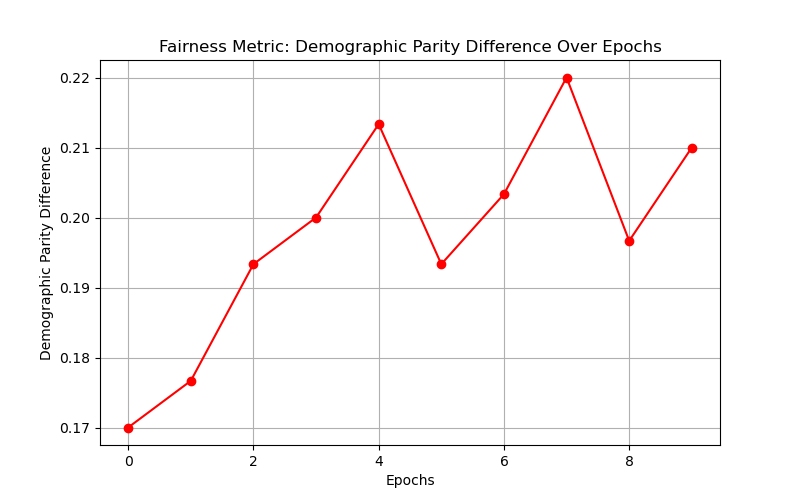 Fairness Metric: Demographic Parity Difference Over Epochs
Demographic Parity Difference
0.22
0.21
0.20
0.19
0.18
0.17
0 2 4 6 8
Epochs